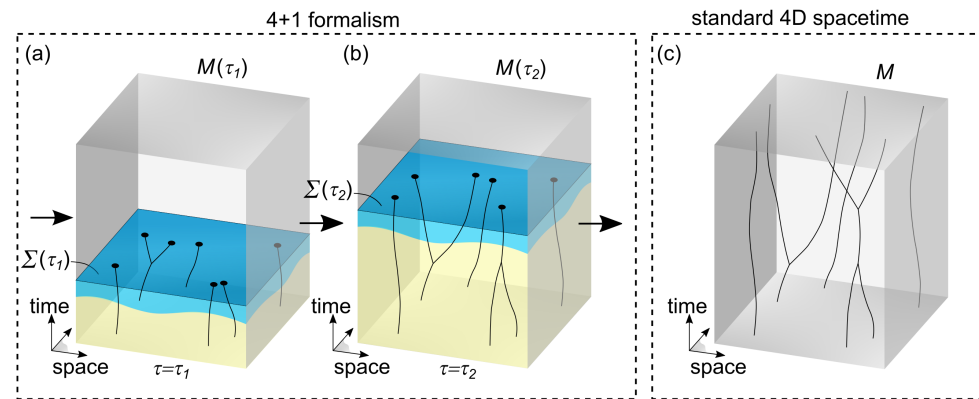 4+1 formalism
standard 4D spacetime
(a)
M(τ₁)
Σ(τ₁)
time
space
τ=τ₁
(b)
M(τ₂)
Σ(τ₂)
time
space
τ=τ₂
(c)
M
time
space